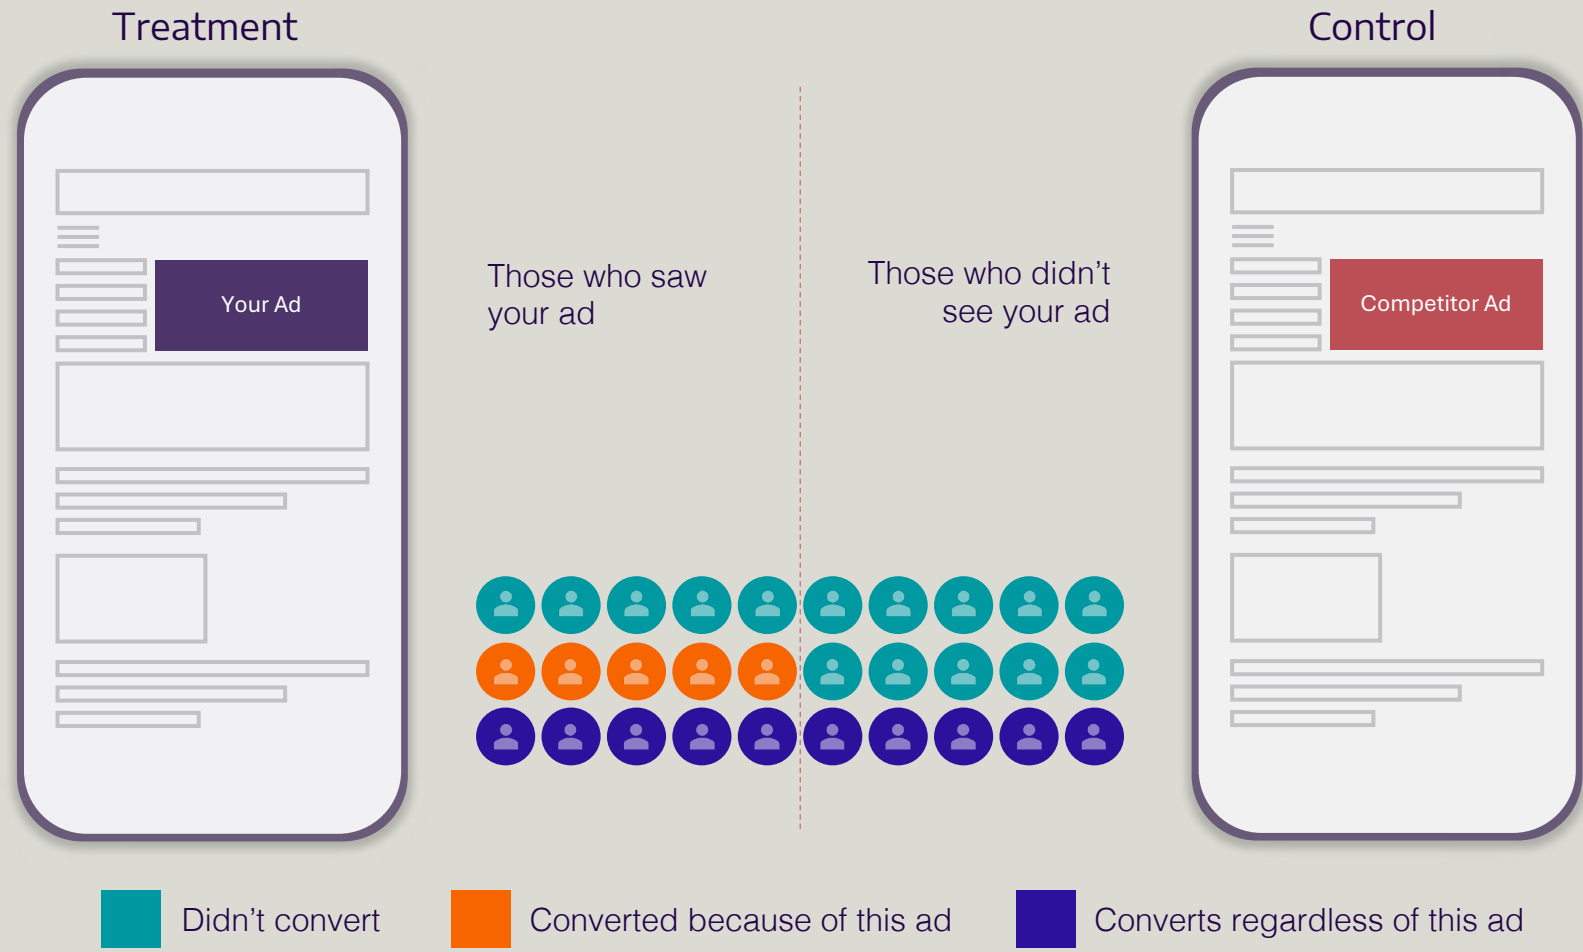 Treatment
Control
Your Ad
Those who saw
your ad
Those who didn't
see your ad
Competitor Ad
Didn't convert
Converted because of this ad
Converts regardless of this ad